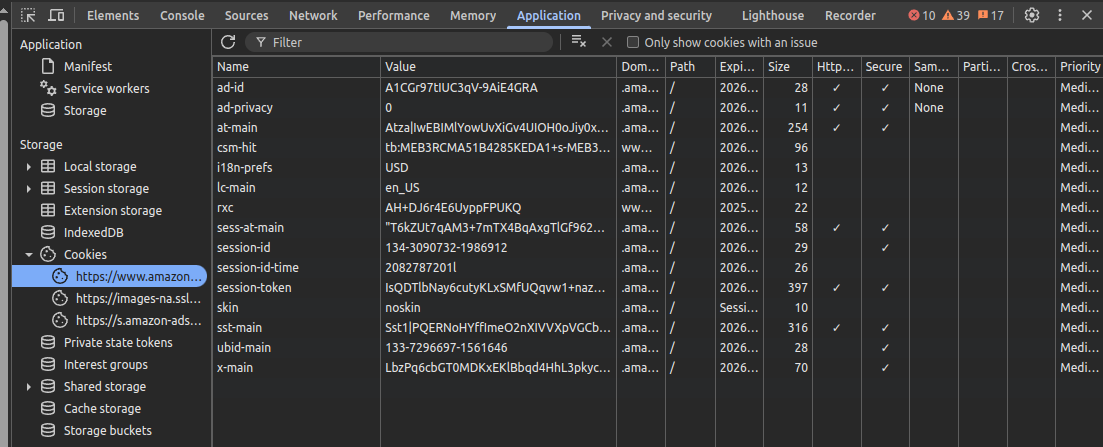 Elements Console Sources Network Performance Memory Application Privacy and security Lighthouse Recorder 10 39 17
Application
Manifest
Service workers
Storage
Storage
Local storage
Session storage
Extension storage
IndexedDB
Cookies
https://www.amazon...
https://images-na.ssl...
https://s.amazon-ads...
Private state tokens
Interest groups
Shared storage
Cache storage
Storage buckets
Filter Only show cookies with an issue
Name Value Dom... Path Expi... Size Http... Secure Sam... Parti... Cros... Priority
ad-id A1CGr97tIUC3qV-9AiE4GRA .ama... / 2026... 28 ✓ ✓ None Medi...
ad-privacy 0 .ama... / 2026... 11 ✓ ✓ None Medi...
at-main Atza|IwEBIMlYowUvXiGv4UIOH0oJiy0x... .ama... / 2026... 254 ✓ ✓ Medi...
csm-hit tb:MEB3RCMA51B4285KEDA1+s-MEB3... ww... / 2026... 96 Medi...
i18n-prefs USD .ama... / 2026... 13 Medi...
lc-main en_US .ama... / 2026... 12 Medi...
rxc AH+DJ6r4E6UyppFPUKQ ww... / 2025... 22 Medi...
sess-at-main "T6kZUt7qAM3+7mTX4BqAxgTlGf962... .ama... / 2026... 58 ✓ ✓ Medi...
session-id 134-3090732-1986912 .ama... / 2026... 29 ✓ Medi...
session-id-time 2082787201l .ama... / 2026... 26 Medi...
session-token IsQDTlbNay6cutyKLxSMfUQqvw1+naz... .ama... / 2026... 397 ✓ ✓ Medi...
skin noskin .ama... / Sessi... 10 Medi...
sst-main Sst1|PQERNoHYffImeO2nXIVVXpVGCb... .ama... / 2026... 316 ✓ ✓ Medi...
ubid-main 133-7296697-1561646 .ama... / 2026... 28 ✓ Medi...
x-main LbzPq6cbGT0MDKxEKlBbqd4HhL3pkyc... .ama... / 2026... 70 ✓ Medi...